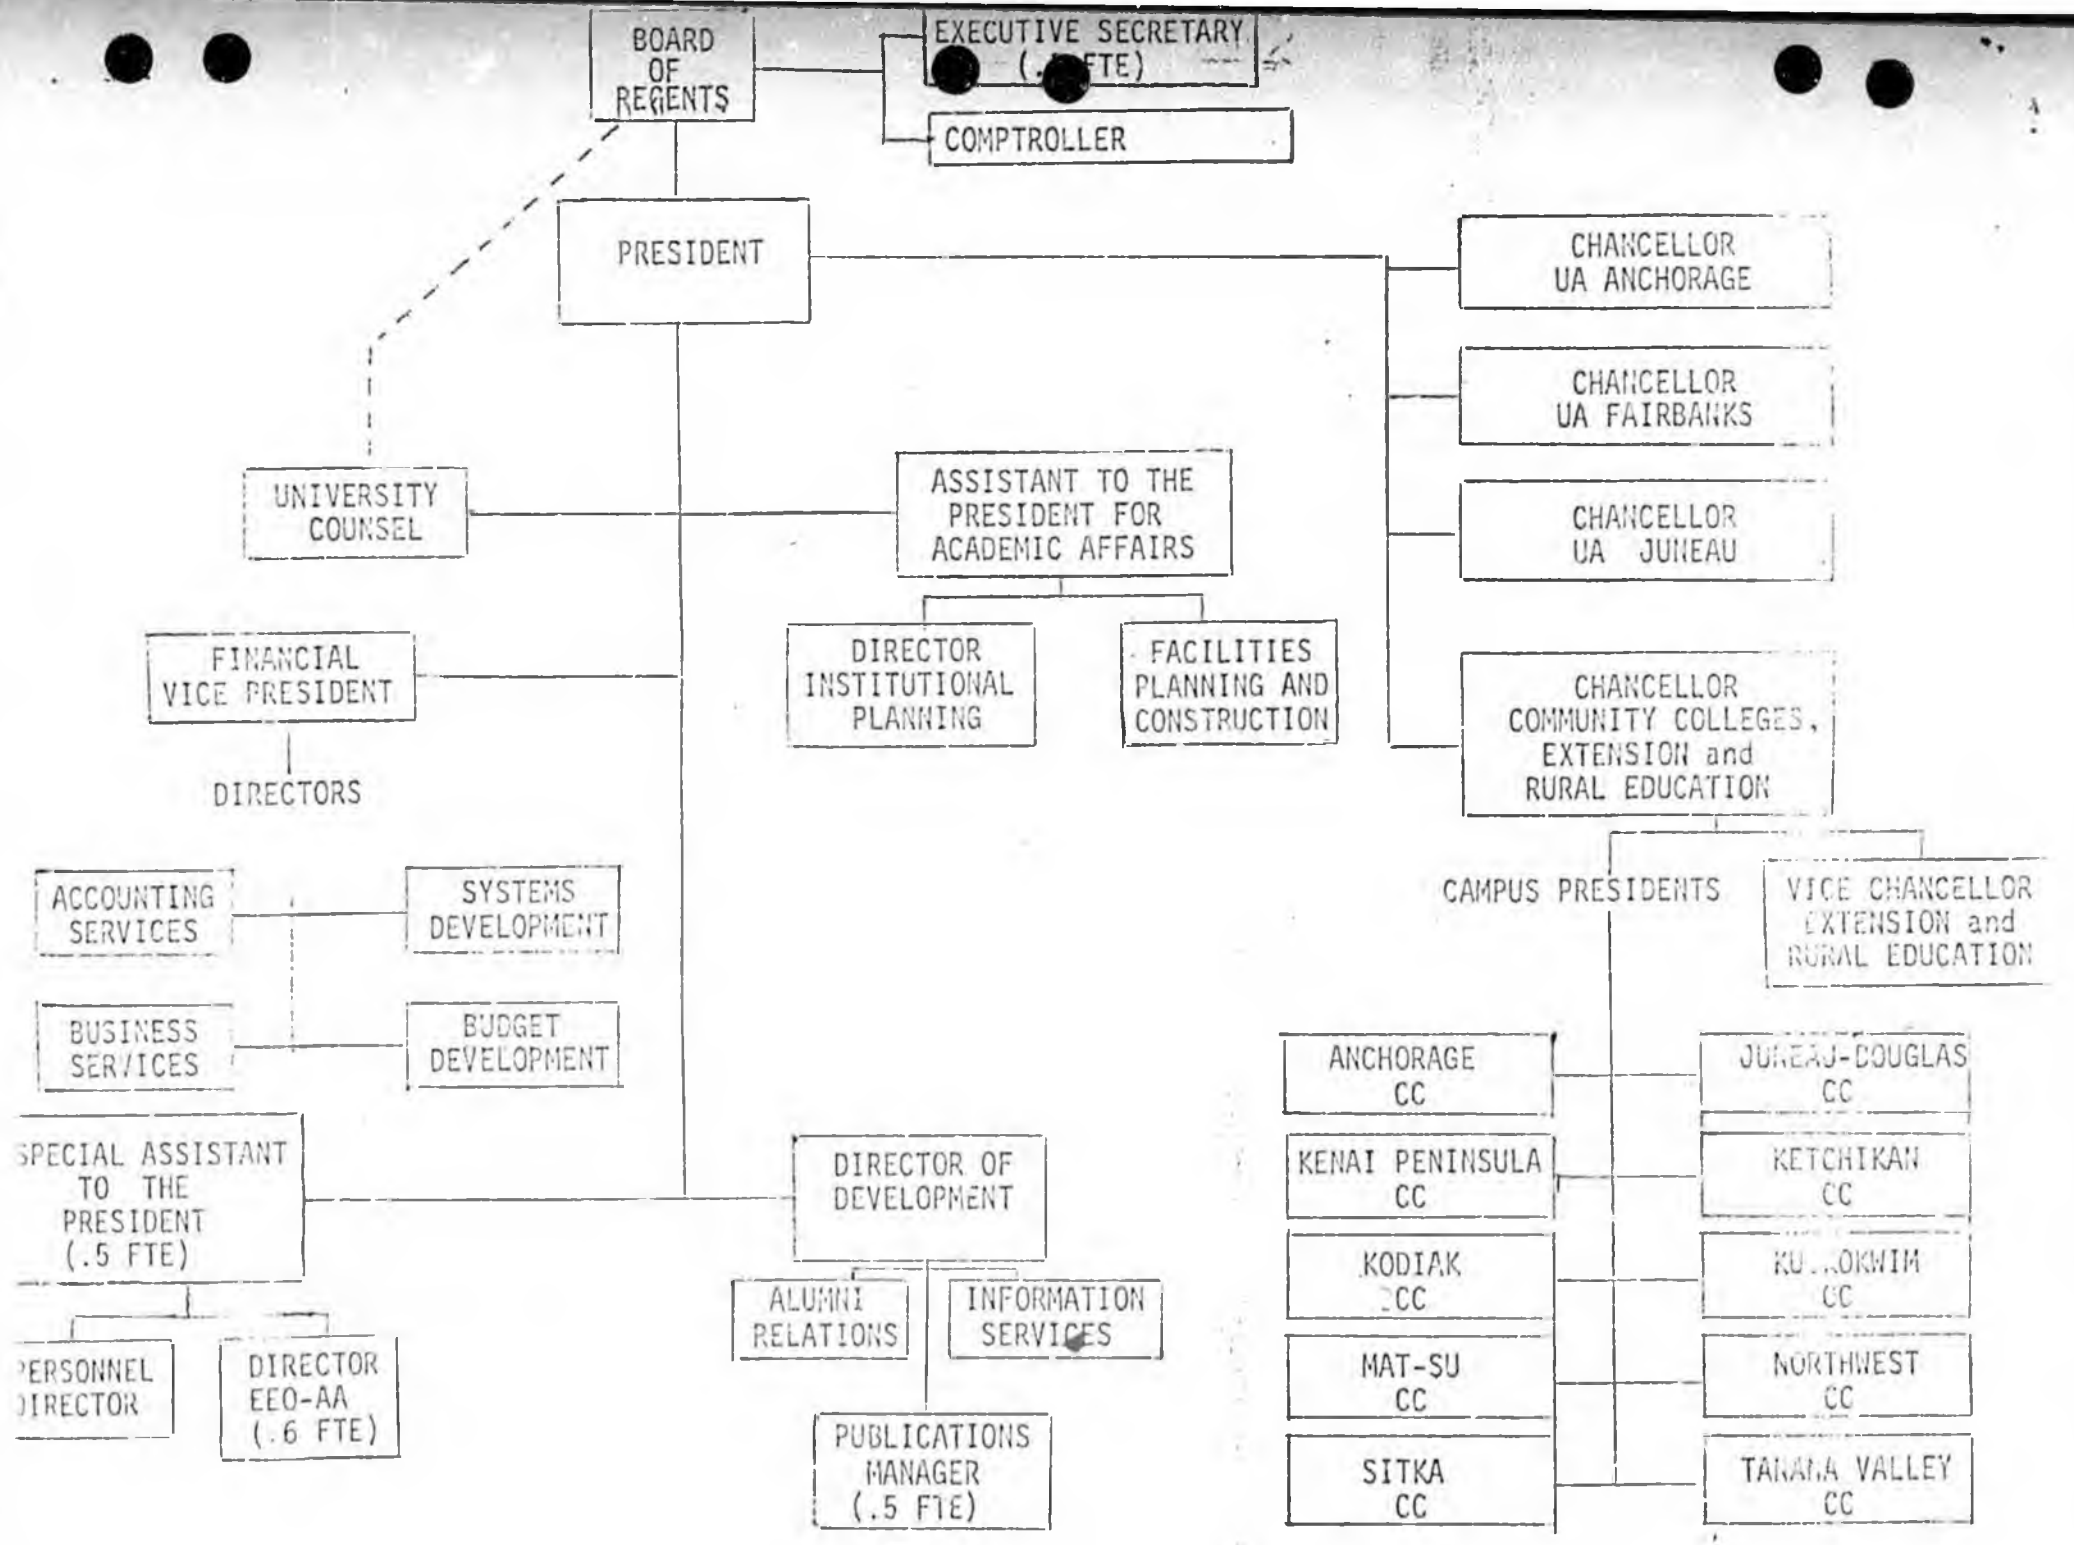 BOARD
OF
REGENTS
EXECUTIVE SECRETARY
FTE)
COMPTROLLER
PRESIDENT
CHANCELLOR
UA ANCHORAGE
CHANCELLOR
UA FAIRBANKS
CHANCELLOR
UA JUNEAU
CHANCELLOR
COMMUNITY COLLEGES,
EXTENSION and
RURAL EDUCATION
UNIVERSITY
COUNSEL
ASSISTANT TO THE
PRESIDENT FOR
ACADEMIC AFFAIRS
DIRECTOR
INSTITUTIONAL
PLANNING
FACILITIES
PLANNING AND
CONSTRUCTION
FINANCIAL
VICE PRESIDENT
DIRECTORS
ACCOUNTING
SERVICES
SYSTEMS
DEVELOPMENT
BUSINESS
SERVICES
BUDGET
DEVELOPMENT
CAMPUS PRESIDENTS
VICE CHANCELLOR
EXTENSION and
RURAL EDUCATION
SPECIAL ASSISTANT
TO THE
PRESIDENT
(.5 FTE)
PERSONNEL
DIRECTOR
DIRECTOR
EEO-AA
(.6 FTE)
DIRECTOR OF
DEVELOPMENT
ALUMNI
RELATIONS
INFORMATION
SERVICES
PUBLICATIONS
MANAGER
(.5 FTE)
ANCHORAGE
CC
JUNEAU-DOUGLAS
CC
KENAI PENINSULA
CC
KETCHIKAN
CC
KODIAK
CC
CC
MAT-SU
CC
NORTHWEST
CC
SITKA
CC
TANANA VALLEY
CC